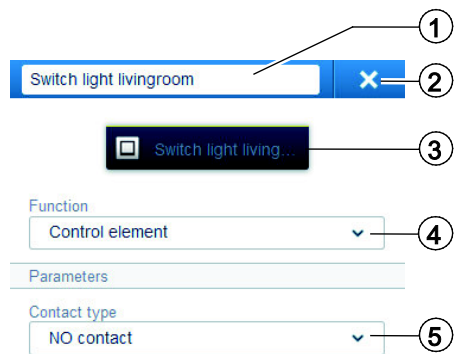 1
Switch light livingroom
2
Switch light living...
3
Function
Control element
4
Parameters
Contact type
NO contact
5